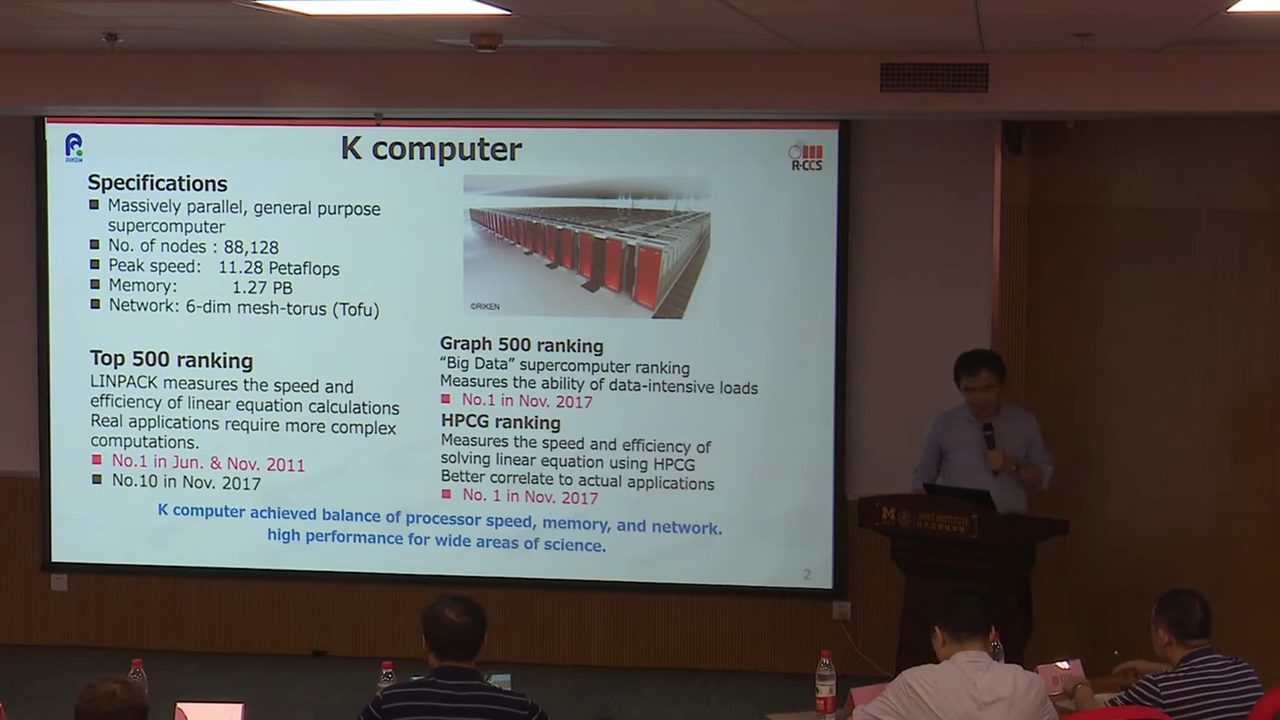 K computer
RIKEN
R-CCS
Specifications
Massively parallel, general purpose
supercomputer
No. of nodes : 88,128
Peak speed: 11.28 Petaflops
Memory: 1.27 PB
Network: 6-dim mesh-torus (Tofu)
©RIKEN
Top 500 ranking
LINPACK measures the speed and
efficiency of linear equation calculations
Real applications require more complex
computations.
No.1 in Jun. & Nov. 2011
No.10 in Nov. 2017
Graph 500 ranking
“Big Data” supercomputer ranking
Measures the ability of data-intensive loads
No.1 in Nov. 2017
HPCG ranking
Measures the speed and efficiency of
solving linear equation using HPCG
Better correlate to actual applications
No. 1 in Nov. 2017
K computer achieved balance of processor speed, memory, and network.
high performance for wide areas of science.
2
M
JOINT INSTITUTE